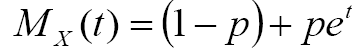 M_X(t) = (1 − p) + pe^t